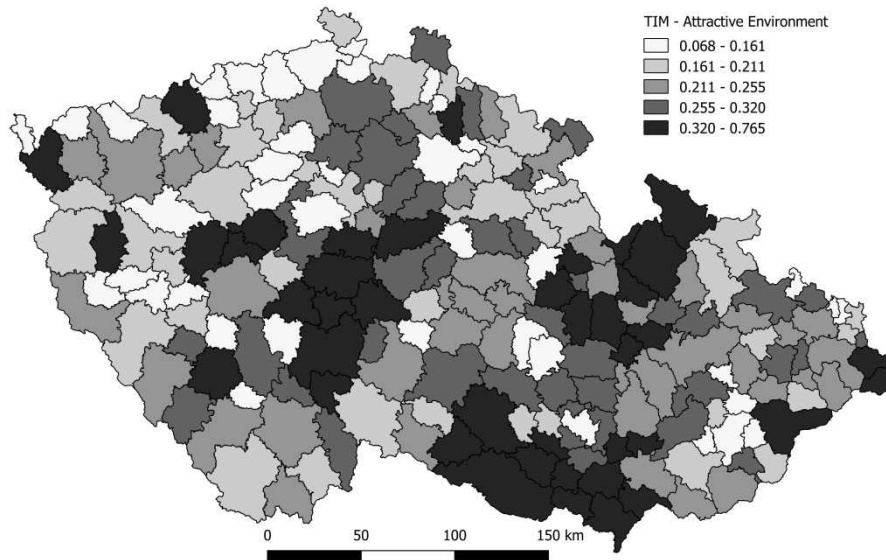 TIM - Attractive Environment
0.068 - 0.161
0.161 - 0.211
0.211 - 0.255
0.255 - 0.320
0.320 - 0.765
0 50 100 150 km